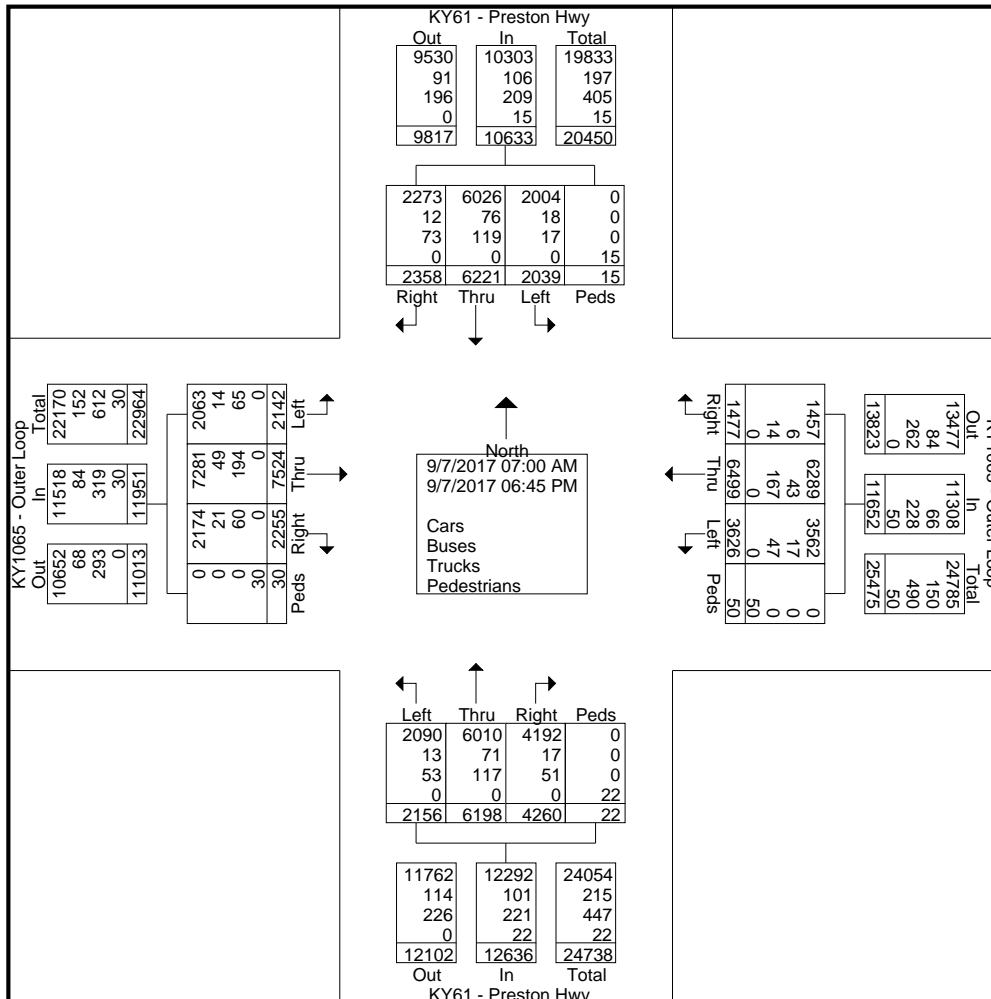 KY61 - Preston Hwy
Out In Total
9530 10303 19833
91 106 197
196 209 405
0 15 15
9817 10633 20450
2273 6026 2004 0
12 76 18 0
73 119 17 0
0 0 0 15
2358 6221 2039 15
Right Thru Left Peds
KY1065 - Outer Loop
Total In Out
22170 11518 10652
152 84 68
612 319 293
30 30 0
22964 11951 11013
2063 7281 2174 0
14 49 21 0
65 194 60 0
0 0 0 30
2142 7524 2255 30
Left Thru Right Peds
North
9/7/2017 07:00 AM
9/7/2017 06:45 PM
Cars
Buses
Trucks
Pedestrians
Right Thru Left Peds
1477 6499 3626 50
0 0 0 50
14 167 47 0
6 43 17 0
1457 6289 3562 0
Outer Loop
Out In Total
13477 11308 24785
84 66 150
262 228 490
0 50 50
13823 11652 25475
Left Thru Right Peds
2090 6010 4192 0
13 71 17 0
53 117 51 0
0 0 0 22
2156 6198 4260 22
11762 12292 24054
114 101 215
226 221 447
0 22 22
12102 12636 24738
Out In Total
KY61 - Preston Hwy